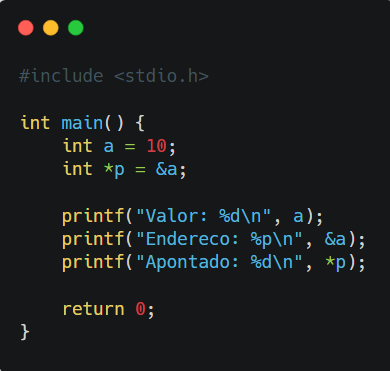 #include <stdio.h>

int main() {
    int a = 10;
    int *p = &a;

    printf("Valor: %d\n", a);
    printf("Endereco: %p\n", &a);
    printf("Apontado: %d\n", *p);

    return 0;
}